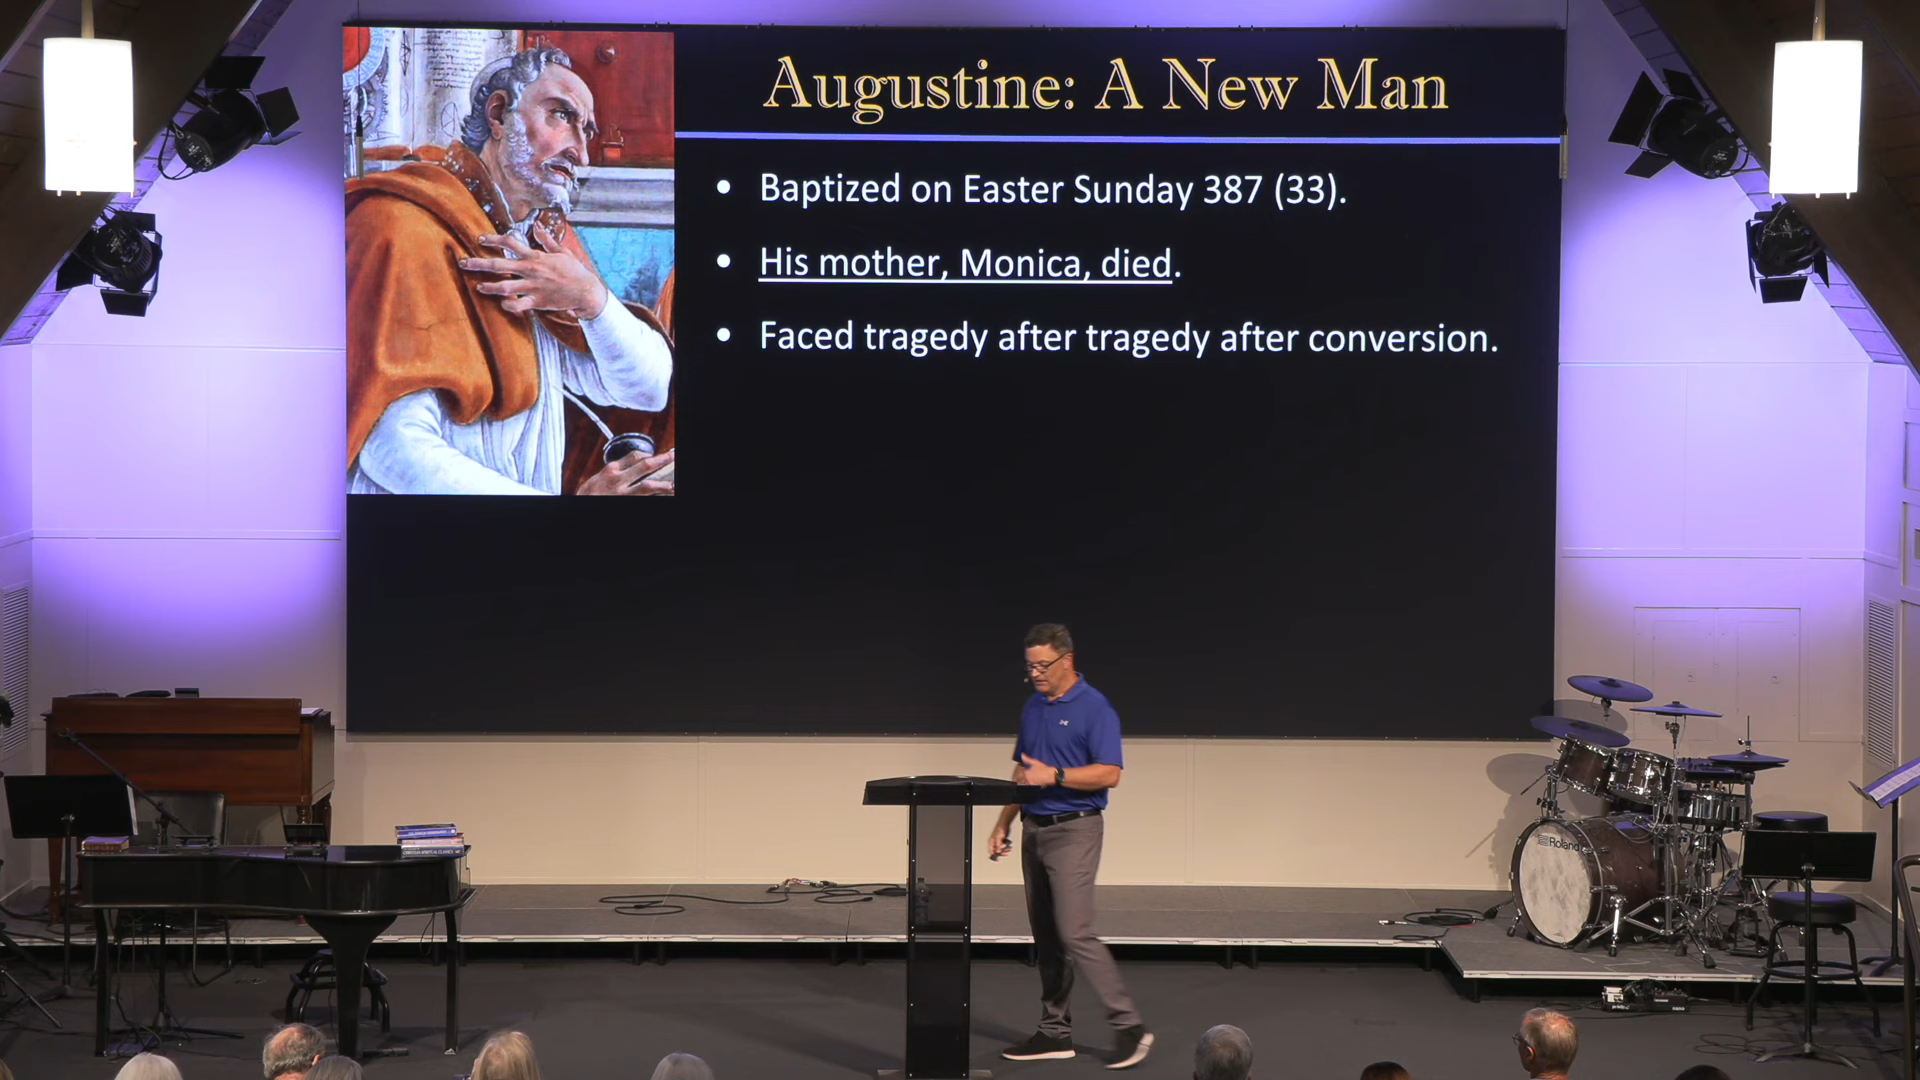 Augustine: A New Man
• Baptized on Easter Sunday 387 (33).
• His mother, Monica, died.
• Faced tragedy after tragedy after conversion.
Roland